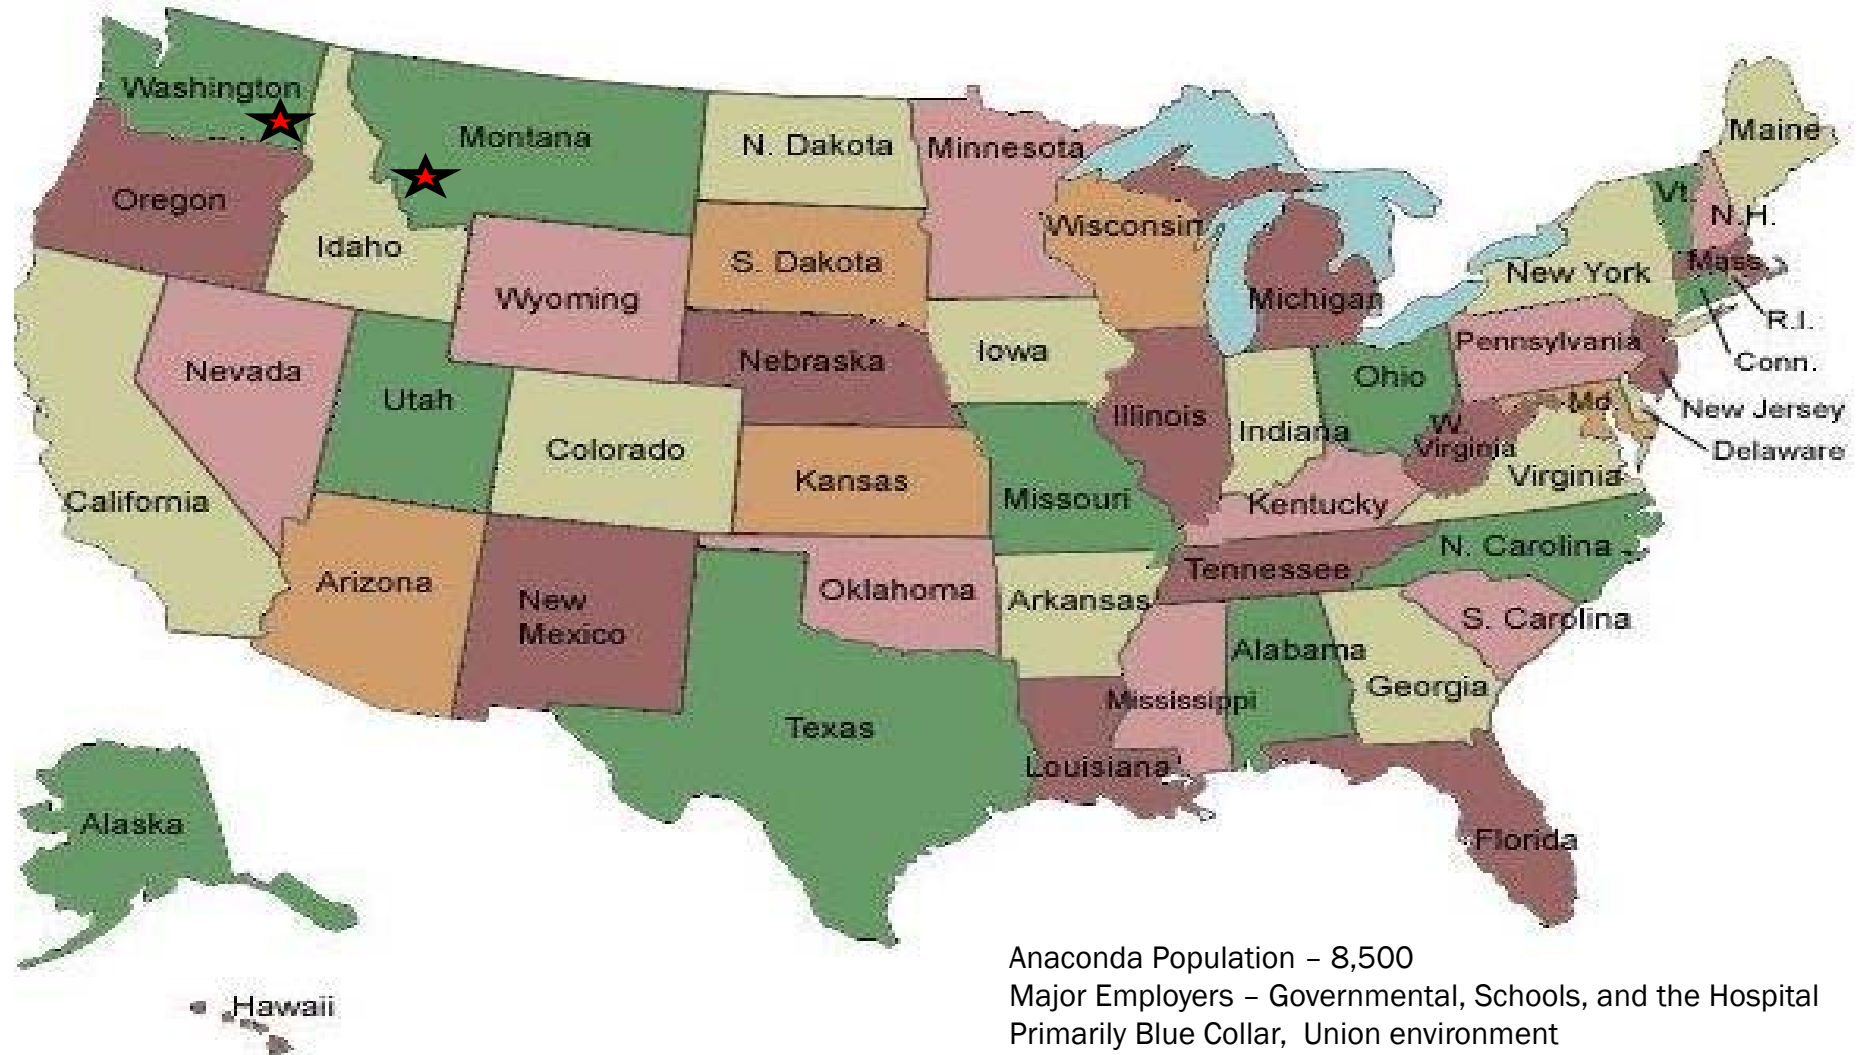 Washington
Montana
N. Dakota
Minnesota
Maine
Oregon
Idaho
Wisconsin
Vt.
N.H.
Mass.
S. Dakota
Wyoming
Michigan
New York
R.I.
Conn.
Pennsylvania
Nevada
Utah
Nebraska
Iowa
Illinois
Indiana
Ohio
W.
Virginia
Md.
New Jersey
Delaware
California
Colorado
Kansas
Missouri
Kentucky
Virginia
Arizona
New
Mexico
Oklahoma
Arkansas
Tennessee
N. Carolina
S. Carolina
Texas
Louisiana
Mississippi
Alabama
Georgia
Florida
Alaska
Hawaii
Anaconda Population – 8,500
Major Employers – Governmental, Schools, and the Hospital
Primarily Blue Collar,  Union environment